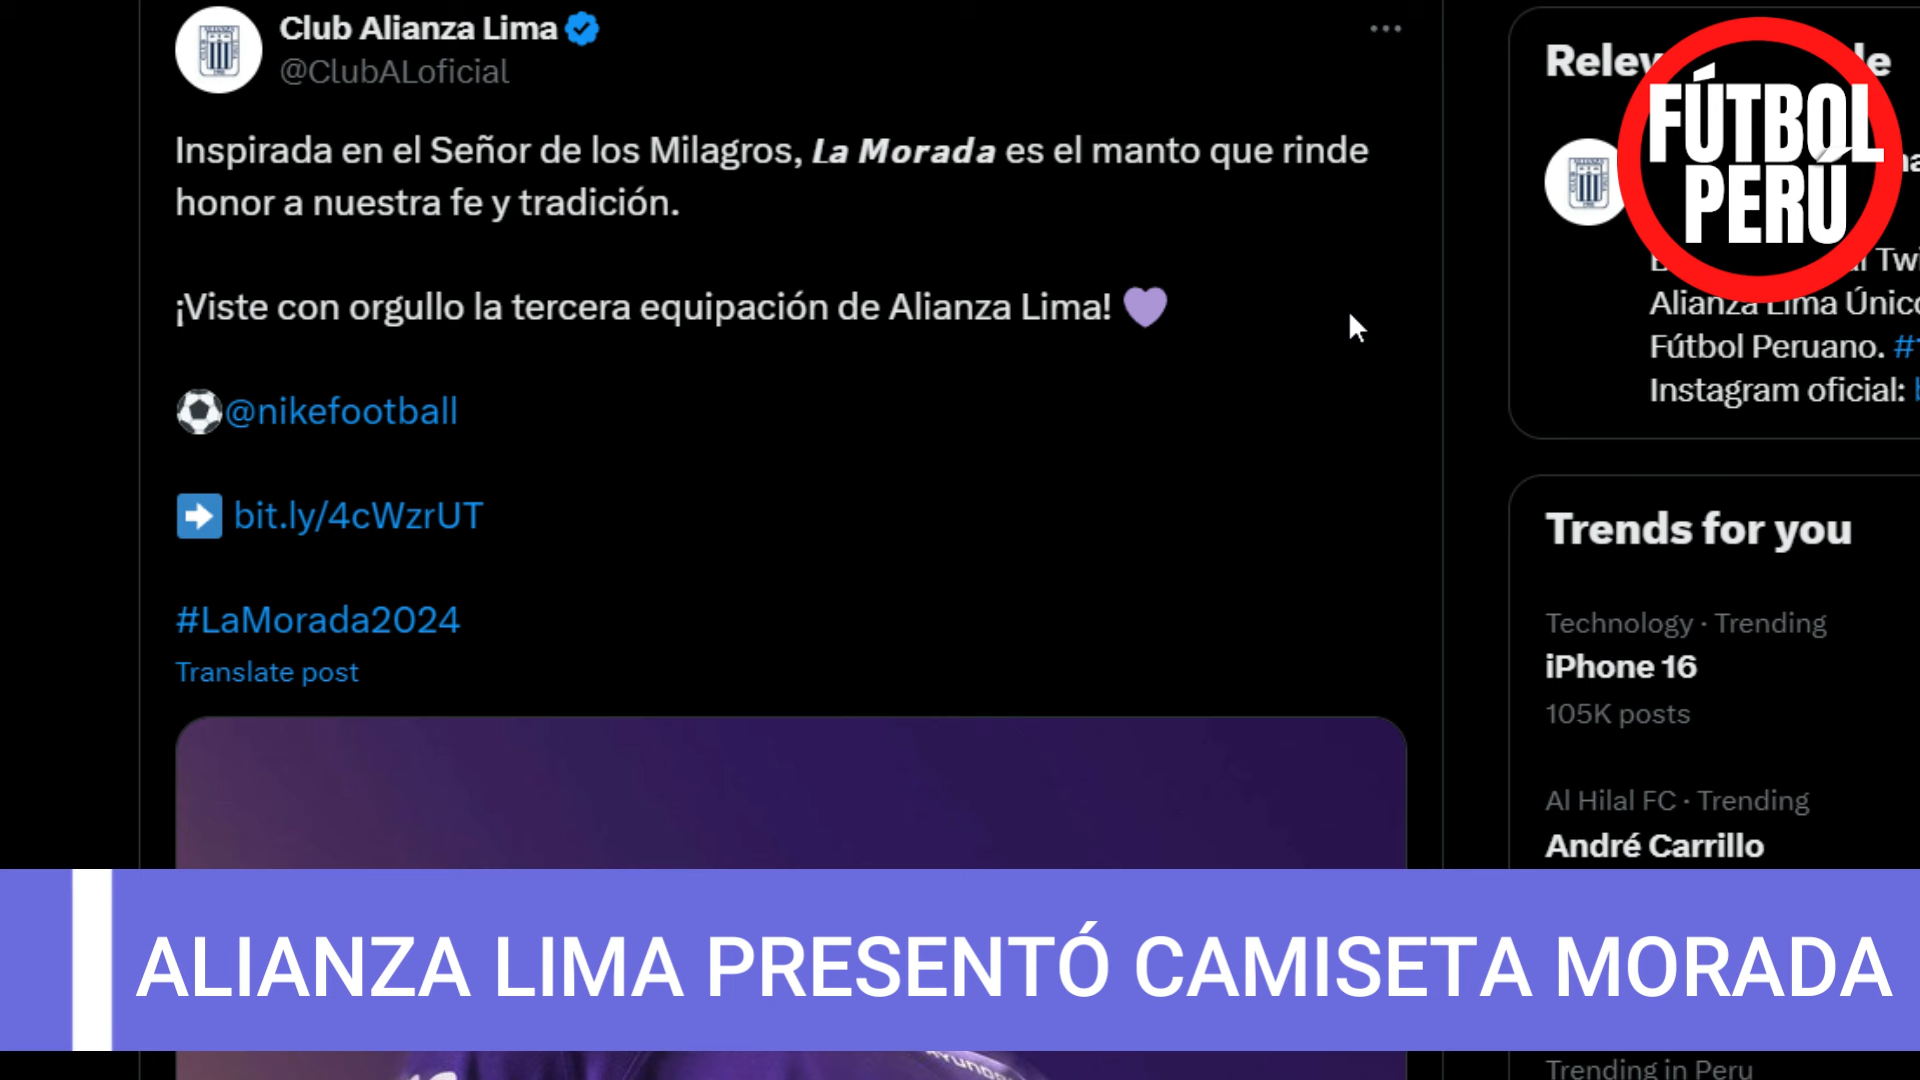 Club Alianza Lima
@ClubALoficial
Inspirada en el Señor de los Milagros, La Morada es el manto que rinde
honor a nuestra fe y tradición.
¡Viste con orgullo la tercera equipación de Alianza Lima! 💜
⚽@nikefootball
➡️ bit.ly/4cWzrUT
#LaMorada2024
Translate post
FÚTBOL
PERÚ
Alianza Lima
Fútbol Peruano.
Instagram oficial:
Trends for you
Technology · Trending
iPhone 16
105K posts
Al Hilal FC · Trending
André Carrillo
ALIANZA LIMA PRESENTÓ CAMISETA MORADA
Trending in Peru